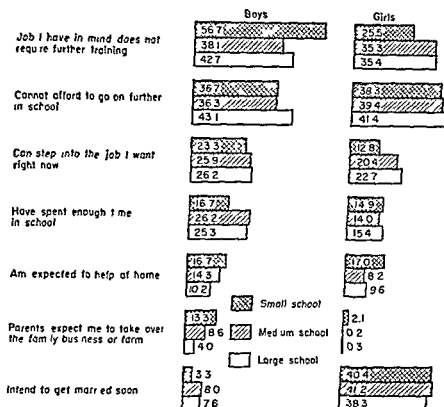 Boys Girls
Job I have in mind does not
require further training
56.7 25.5
38.1 35.3
42.7 35.4
Cannot afford to go on further
in school
36.7 38.3
36.3 39.4
43.1 41.4
Can step into the job I want
right now
23.3 12.8
25.9 20.4
26.2 22.7
Have spent enough time
in school
16.7 14.9
26.2 14.0
25.3 15.4
Am expected to help at home
16.7 17.0
14.3 8.2
10.2 9.6
Parents expect me to take over
the family business or farm
13.3 2.1
8.6 0.2
4.0 0.3
Small school
Medium school
Large school
Intend to get married soon
3.3 40.4
8.0 41.2
7.6 38.3